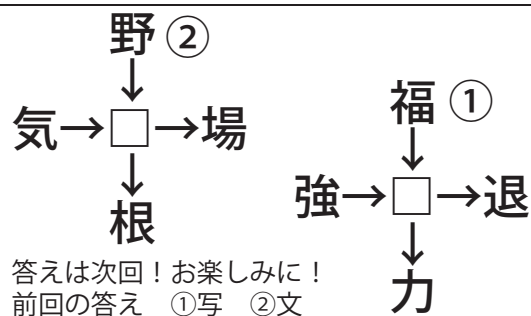 野 ②
↓
気→□→場
↓
根
福 ①
↓
強→□→退
↓
力
答えは次回！お楽しみに！
前回の答え　①写　②文